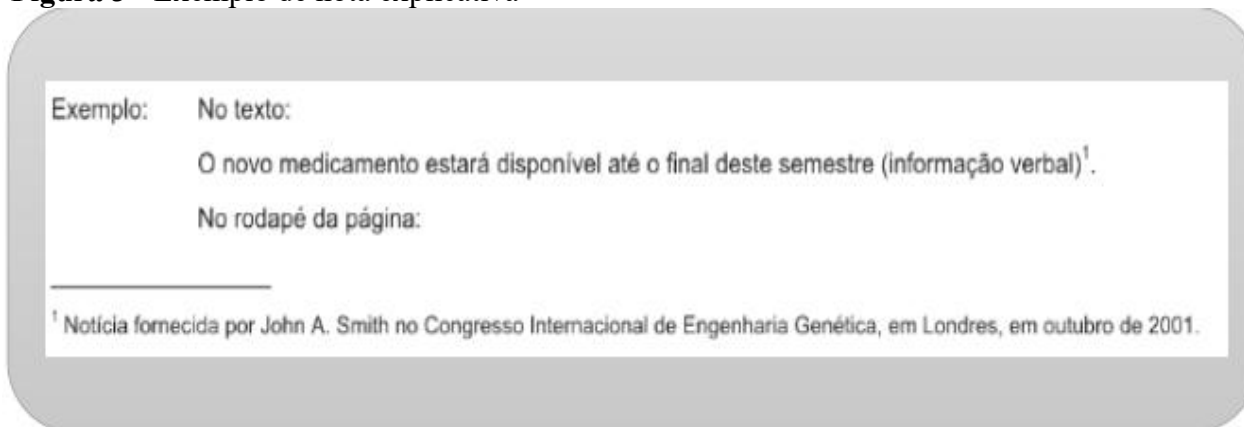 Exemplo: No texto:
O novo medicamento estará disponível até o final deste semestre (informação verbal)¹.
No rodapé da página:
¹ Notícia fornecida por John A. Smith no Congresso Internacional de Engenharia Genética, em Londres, em outubro de 2001.